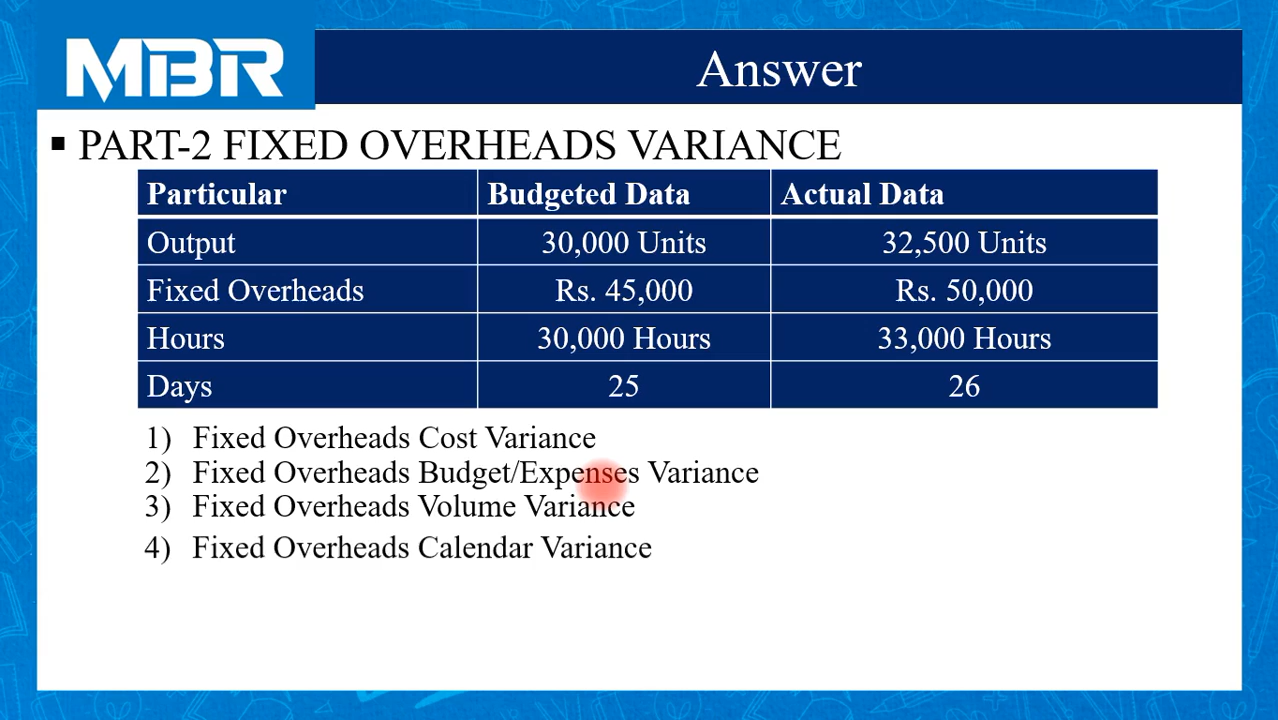 MBR
Answer
▪ PART-2 FIXED OVERHEADS VARIANCE
Particular Budgeted Data Actual Data
Output 30,000 Units 32,500 Units
Fixed Overheads Rs. 45,000 Rs. 50,000
Hours 30,000 Hours 33,000 Hours
Days 25 26
1) Fixed Overheads Cost Variance
2) Fixed Overheads Budget/Expenses Variance
3) Fixed Overheads Volume Variance
4) Fixed Overheads Calendar Variance